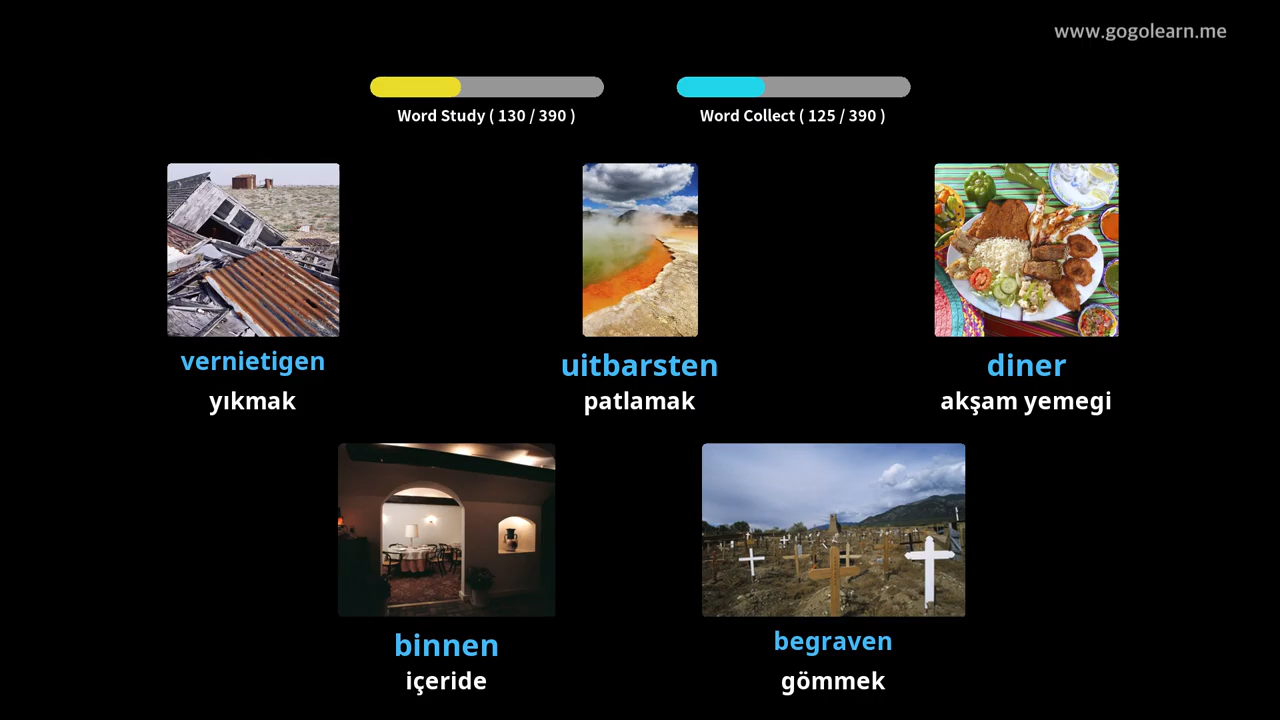 www.gogolearn.me
Word Study ( 130 / 390 )
Word Collect ( 125 / 390 )
vernietigen
yıkmak
uitbarsten
patlamak
diner
akşam yemegi
binnen
içeride
begraven
gömmek